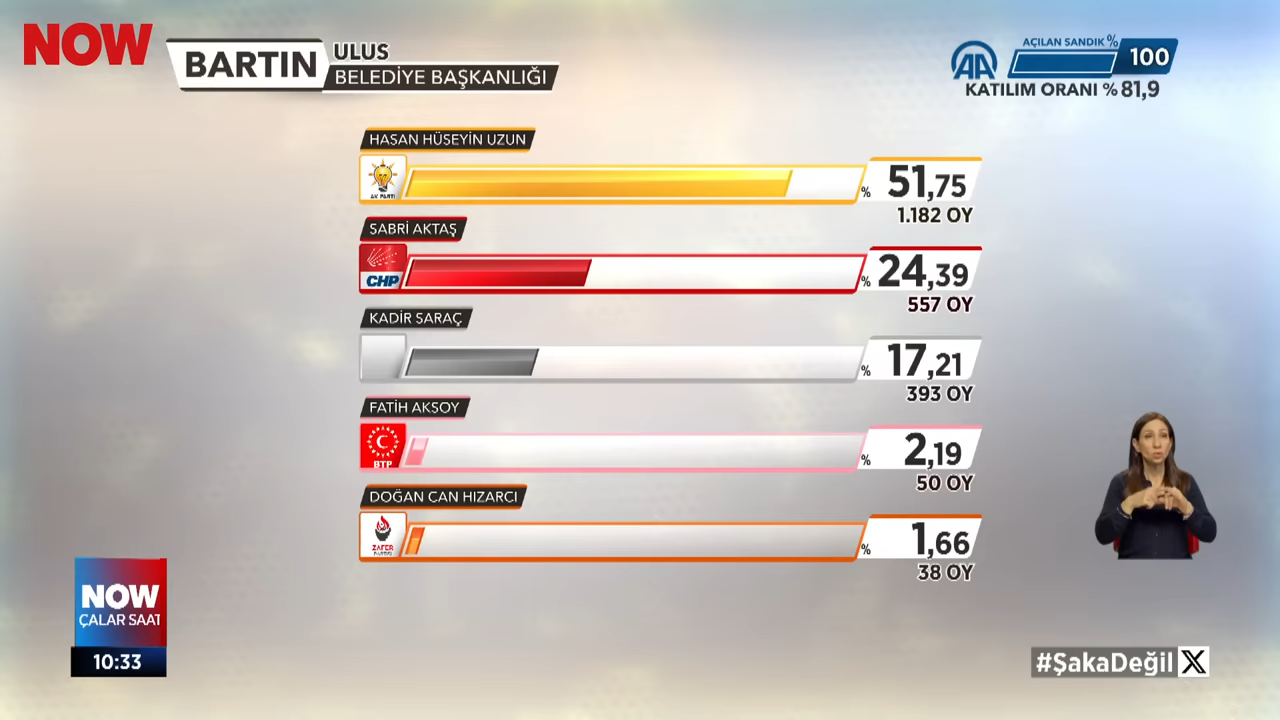 NOW
BARTIN
ULUS
BELEDİYE BAŞKANLIĞI
AA
AÇILAN SANDIK %
100
KATILIM ORANI % 81,9
HASAN HÜSEYİN UZUN
AK PARTİ
% 51,75
1.182 OY
SABRİ AKTAŞ
CHP
% 24,39
557 OY
KADİR SARAÇ
% 17,21
393 OY
FATİH AKSOY
BTP
% 2,19
50 OY
DOĞAN CAN HIZARCI
ZAFER
PARTİSİ
% 1,66
38 OY
NOW
ÇALAR SAAT
10:33
#ŞakaDeğil X